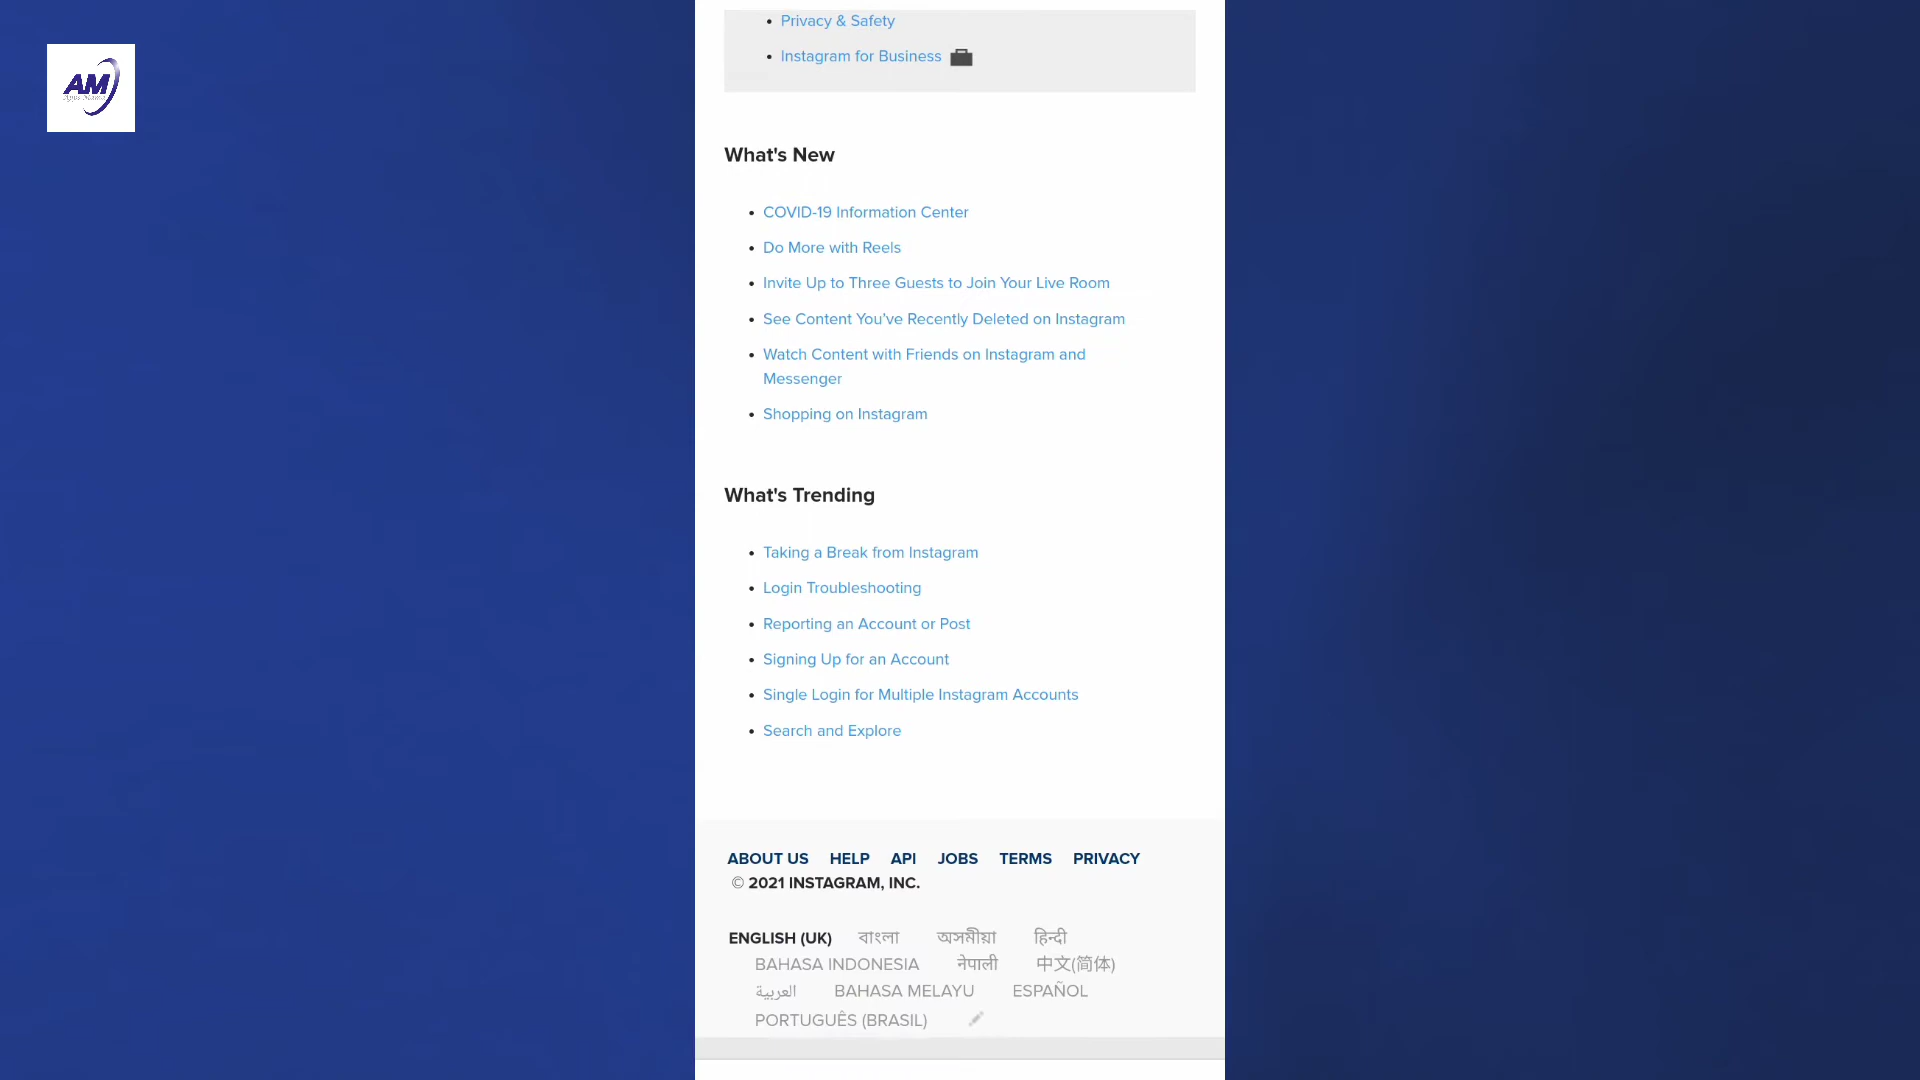 Privacy & Safety
Instagram for Business
AM
Apps Mama
What's New
COVID-19 Information Center
Do More with Reels
Invite Up to Three Guests to Join Your Live Room
See Content You’ve Recently Deleted on Instagram
Watch Content with Friends on Instagram and
Messenger
Shopping on Instagram
What's Trending
Taking a Break from Instagram
Login Troubleshooting
Reporting an Account or Post
Signing Up for an Account
Single Login for Multiple Instagram Accounts
Search and Explore
ABOUT US HELP API JOBS TERMS PRIVACY
© 2021 INSTAGRAM, INC.
ENGLISH (UK) বাংলা অসমীয়া हिन्दी
BAHASA INDONESIA नेपाली 中文(简体)
العربية BAHASA MELAYU ESPAÑOL
PORTUGUÊS (BRASIL)